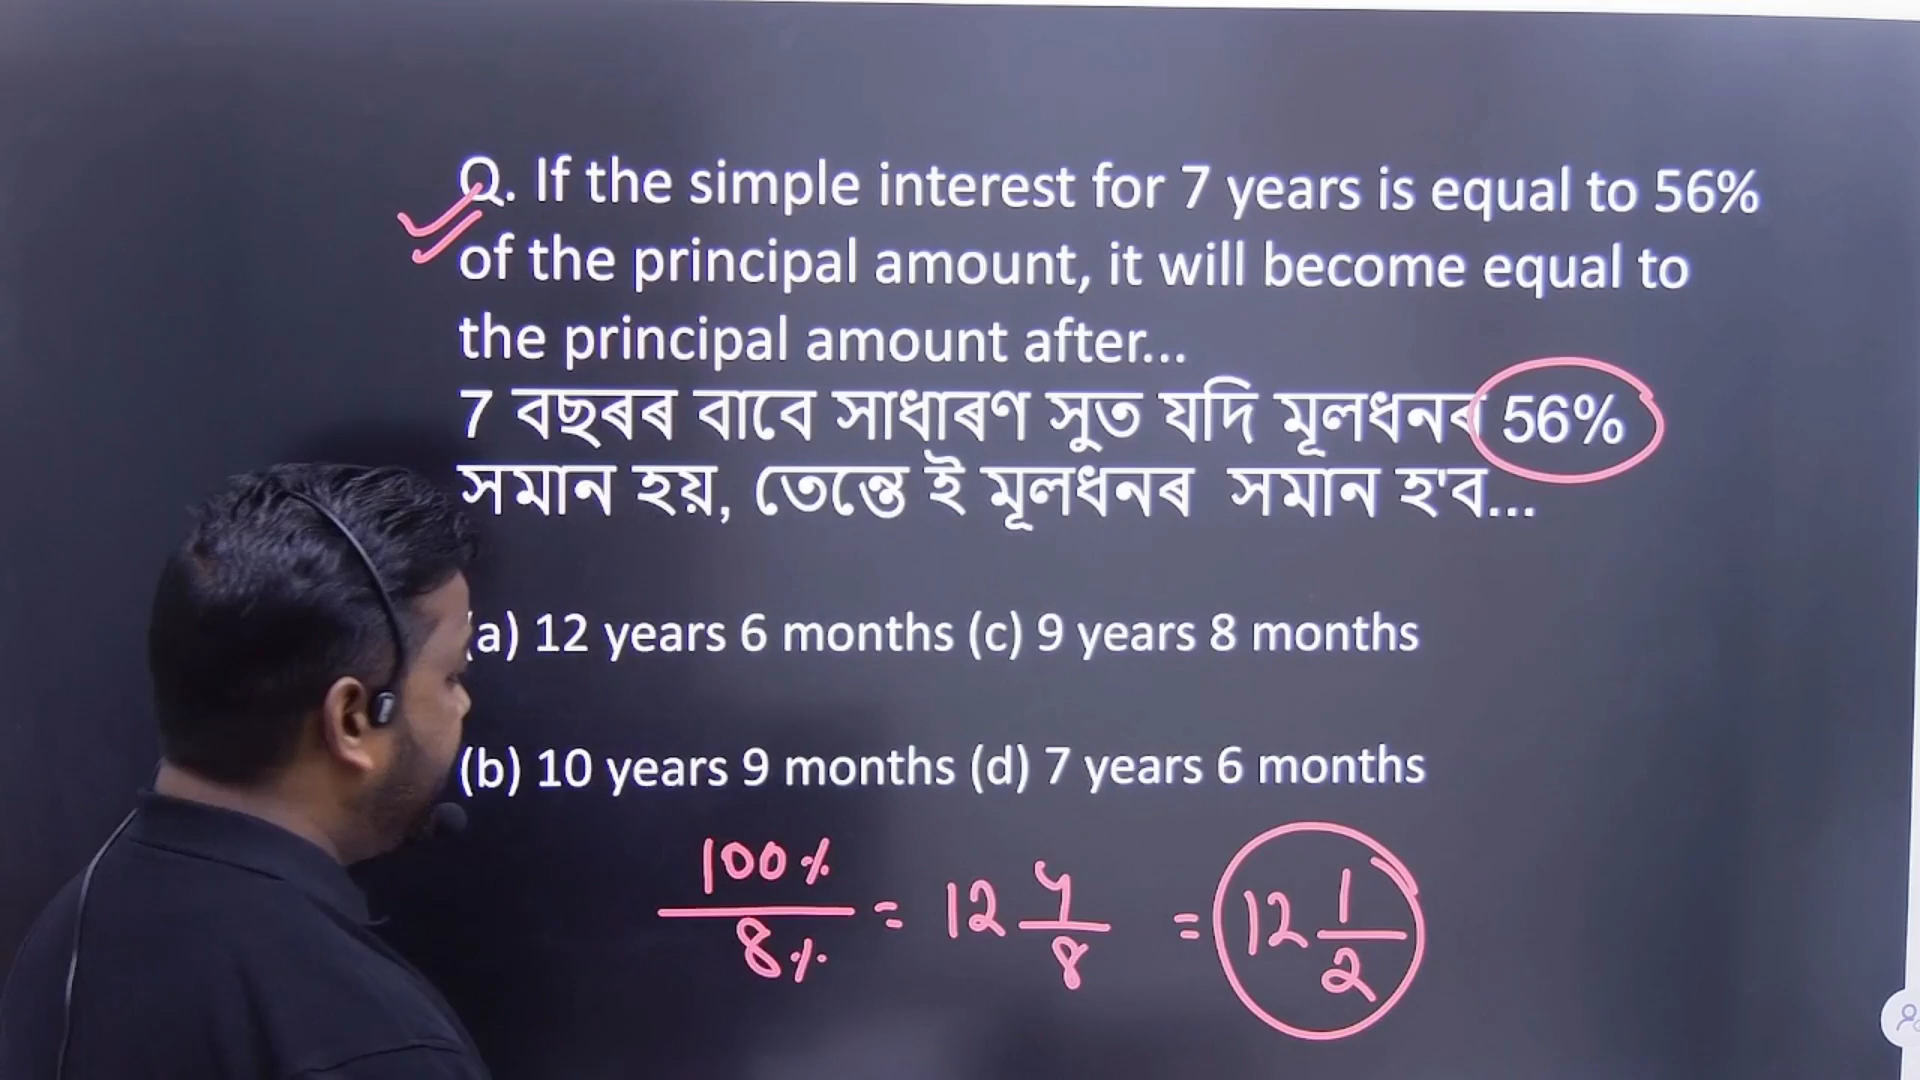 Q. If the simple interest for 7 years is equal to 56%
of the principal amount, it will become equal to
the principal amount after...
7 বছৰৰ বাবে সাধাৰণ সুত যদি মূলধনৰ 56%
সমান হয়, তেন্তে ই মূলধনৰ সমান হ'ব...
(a) 12 years 6 months (c) 9 years 8 months
(b) 10 years 9 months (d) 7 years 6 months
100% / 8% = 12 4/8 = 12 1/2